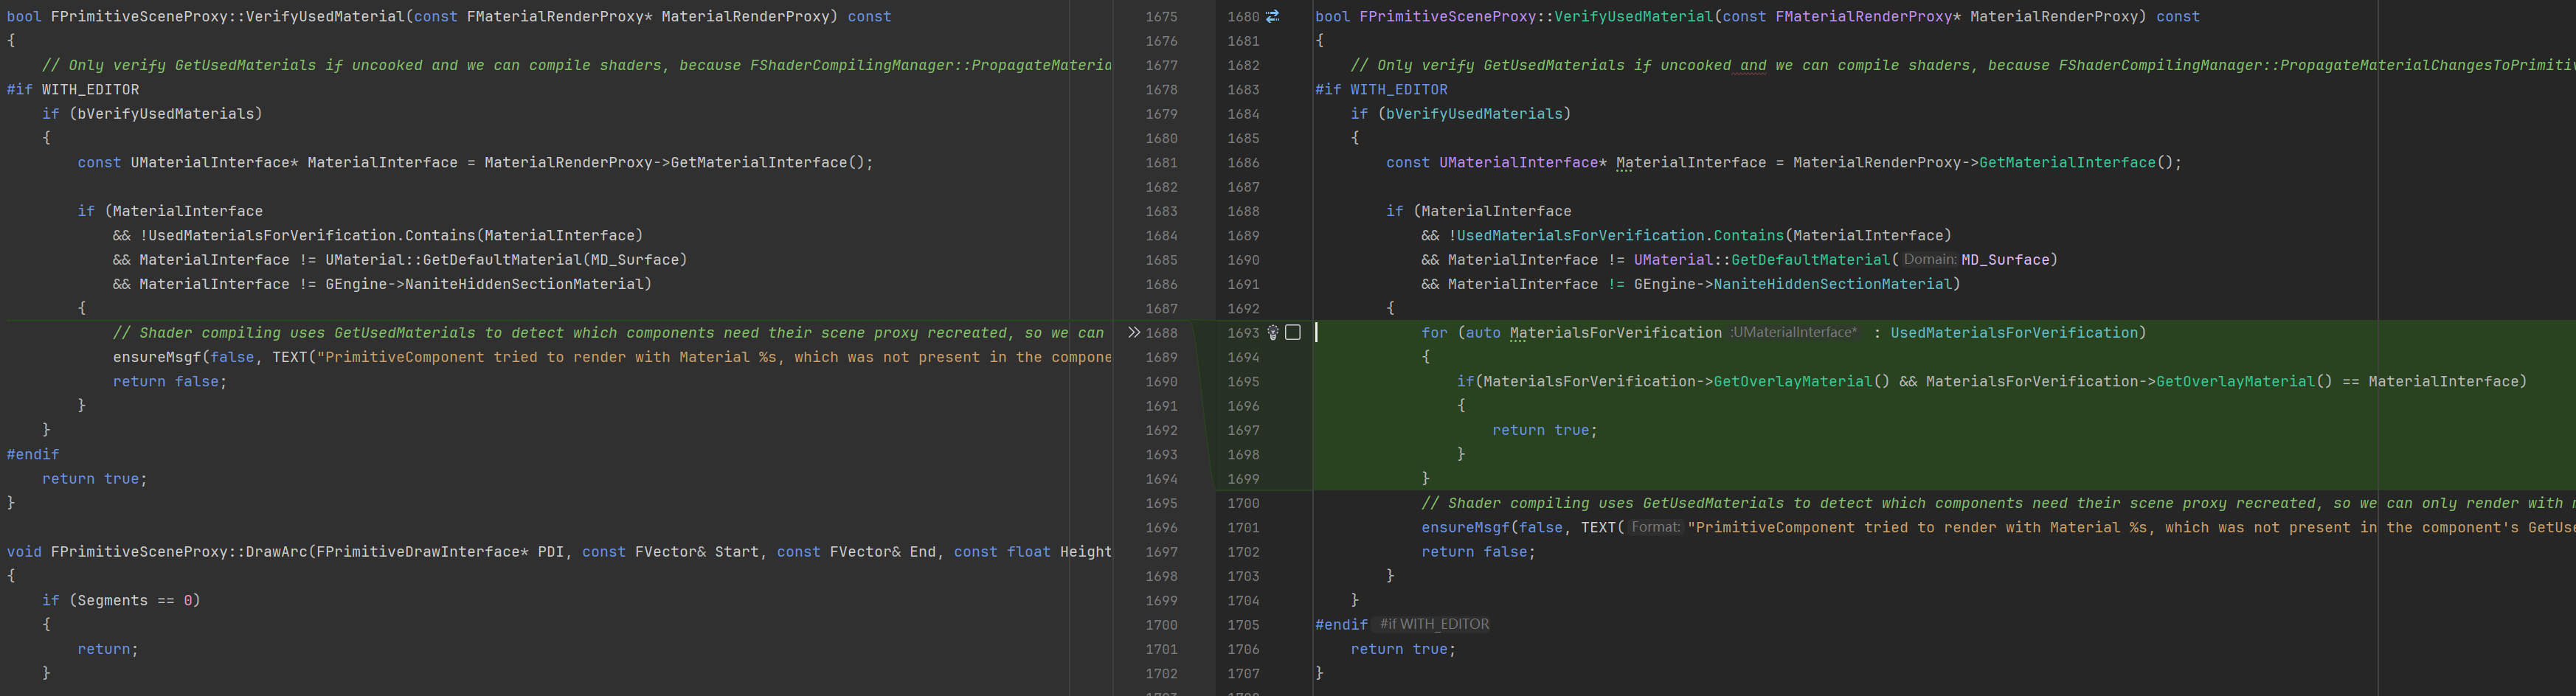 bool FPrimitiveSceneProxy::VerifyUsedMaterial(const FMaterialRenderProxy* MaterialRenderProxy) const 1675
{ 1676
// Only verify GetUsedMaterials if uncooked and we can compile shaders, because FShaderCompilingManager::PropagateMateria 1677
#if WITH_EDITOR 1678
if (bVerifyUsedMaterials) 1679
{ 1680
const UMaterialInterface* MaterialInterface = MaterialRenderProxy->GetMaterialInterface(); 1681
1682
if (MaterialInterface 1683
&& !UsedMaterialsForVerification.Contains(MaterialInterface) 1684
&& MaterialInterface != UMaterial::GetDefaultMaterial(MD_Surface) 1685
&& MaterialInterface != GEngine->NaniteHiddenSectionMaterial) 1686
{ 1687
// Shader compiling uses GetUsedMaterials to detect which components need their scene proxy recreated, so we can 1688
ensureMsgf(false, TEXT("PrimitiveComponent tried to render with Material %s, which was not present in the compone 1689
return false; 1690
} 1691
} 1692
#endif 1693
return true; 1694
} 1695
1696
void FPrimitiveSceneProxy::DrawArc(FPrimitiveDrawInterface* PDI, const FVector& Start, const FVector& End, const float Height 1697
{ 1698
if (Segments == 0) 1699
{ 1700
return; 1701
} 1702
1680 bool FPrimitiveSceneProxy::VerifyUsedMaterial(const FMaterialRenderProxy* MaterialRenderProxy) const
1681 {
1682 // Only verify GetUsedMaterials if uncooked and we can compile shaders, because FShaderCompilingManager::PropagateMaterialChangesToPrimitiv
1683 #if WITH_EDITOR
1684 if (bVerifyUsedMaterials)
1685 {
1686 const UMaterialInterface* MaterialInterface = MaterialRenderProxy->GetMaterialInterface();
1687
1688 if (MaterialInterface
1689 && !UsedMaterialsForVerification.Contains(MaterialInterface)
1690 && MaterialInterface != UMaterial::GetDefaultMaterial(Domain: MD_Surface)
1691 && MaterialInterface != GEngine->NaniteHiddenSectionMaterial)
1692 {
1693 for (auto MaterialsForVerification :UMaterialInterface* : UsedMaterialsForVerification)
1694 {
1695 if(MaterialsForVerification->GetOverlayMaterial() && MaterialsForVerification->GetOverlayMaterial() == MaterialInterface)
1696 {
1697 return true;
1698 }
1699 }
1700 // Shader compiling uses GetUsedMaterials to detect which components need their scene proxy recreated, so we can only render with
1701 ensureMsgf(false, TEXT(Format: "PrimitiveComponent tried to render with Material %s, which was not present in the component's GetUse
1702 return false;
1703 }
1704 }
1705 #endif #if WITH_EDITOR
1706 return true;
1707 }